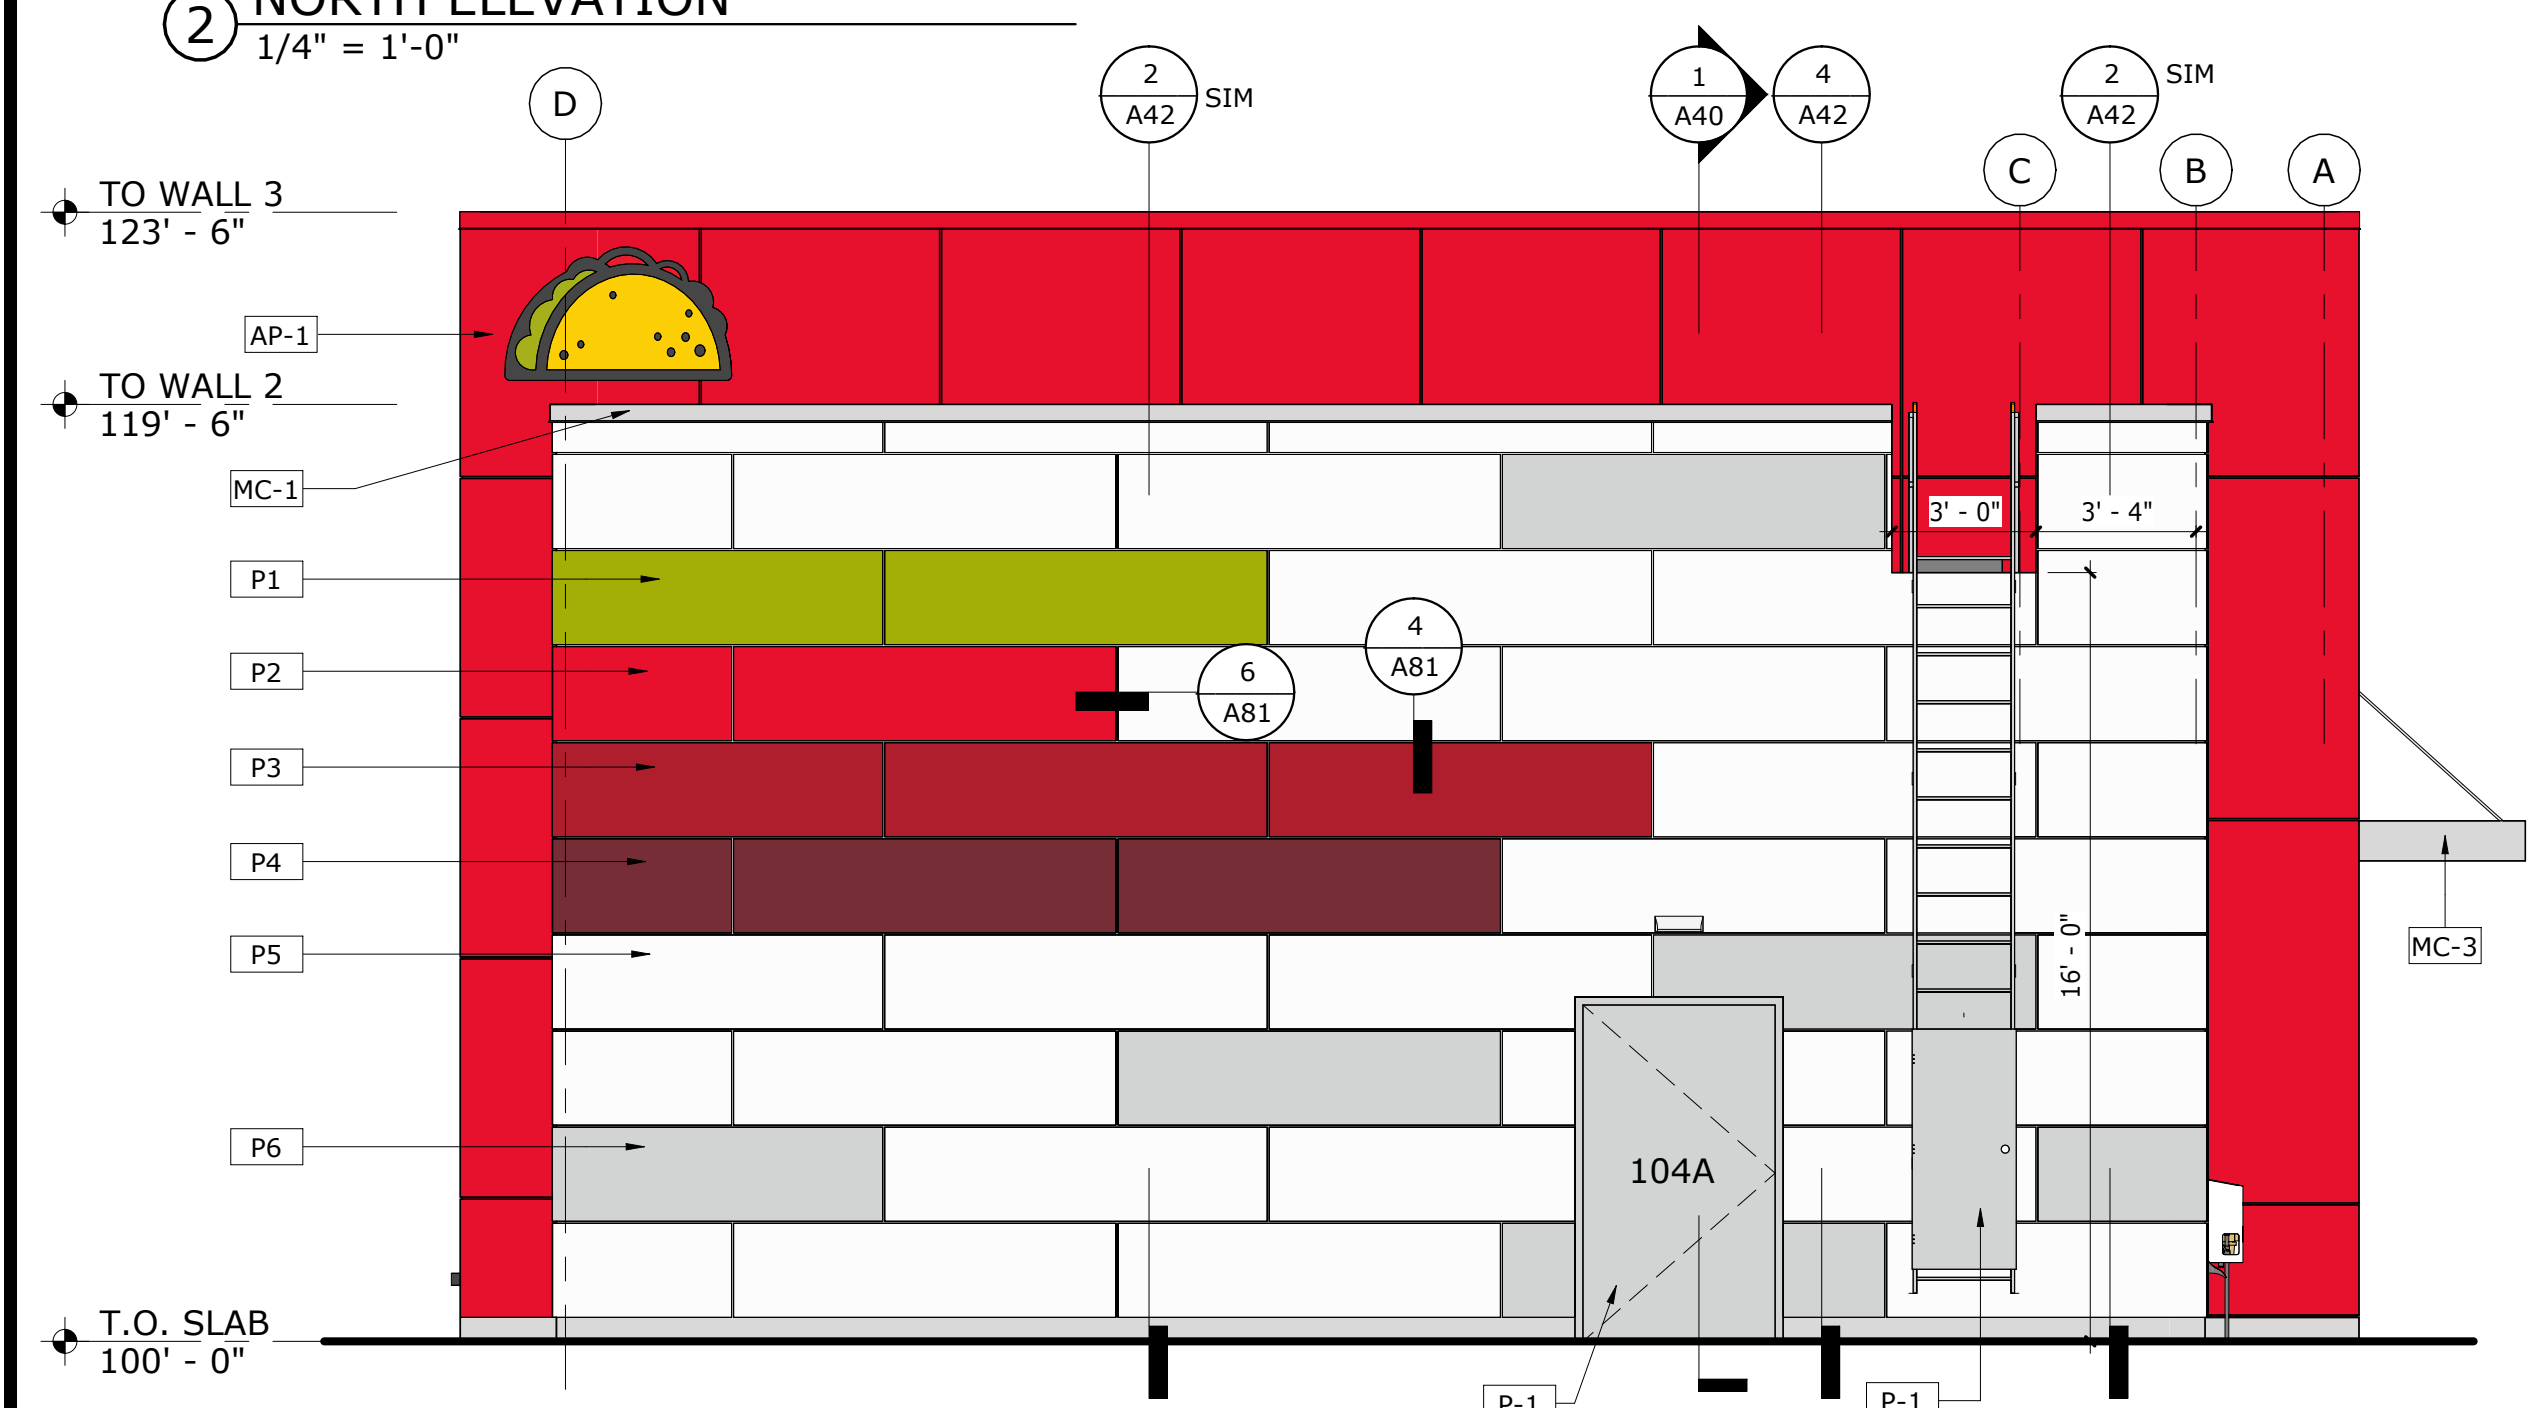 2 NORTH ELEVATION
1/4" = 1'-0"
D
2
A42
SIM
1
A40
4
A42
2
A42
SIM
C
B
A
TO WALL 3
123' - 6"
AP-1
TO WALL 2
119' - 6"
MC-1
3' - 0"
3' - 4"
P1
4
A81
P2
6
A81
P3
P4
P5
16' - 0"
MC-3
P6
104A
T.O. SLAB
100' - 0"
P-1
P-1